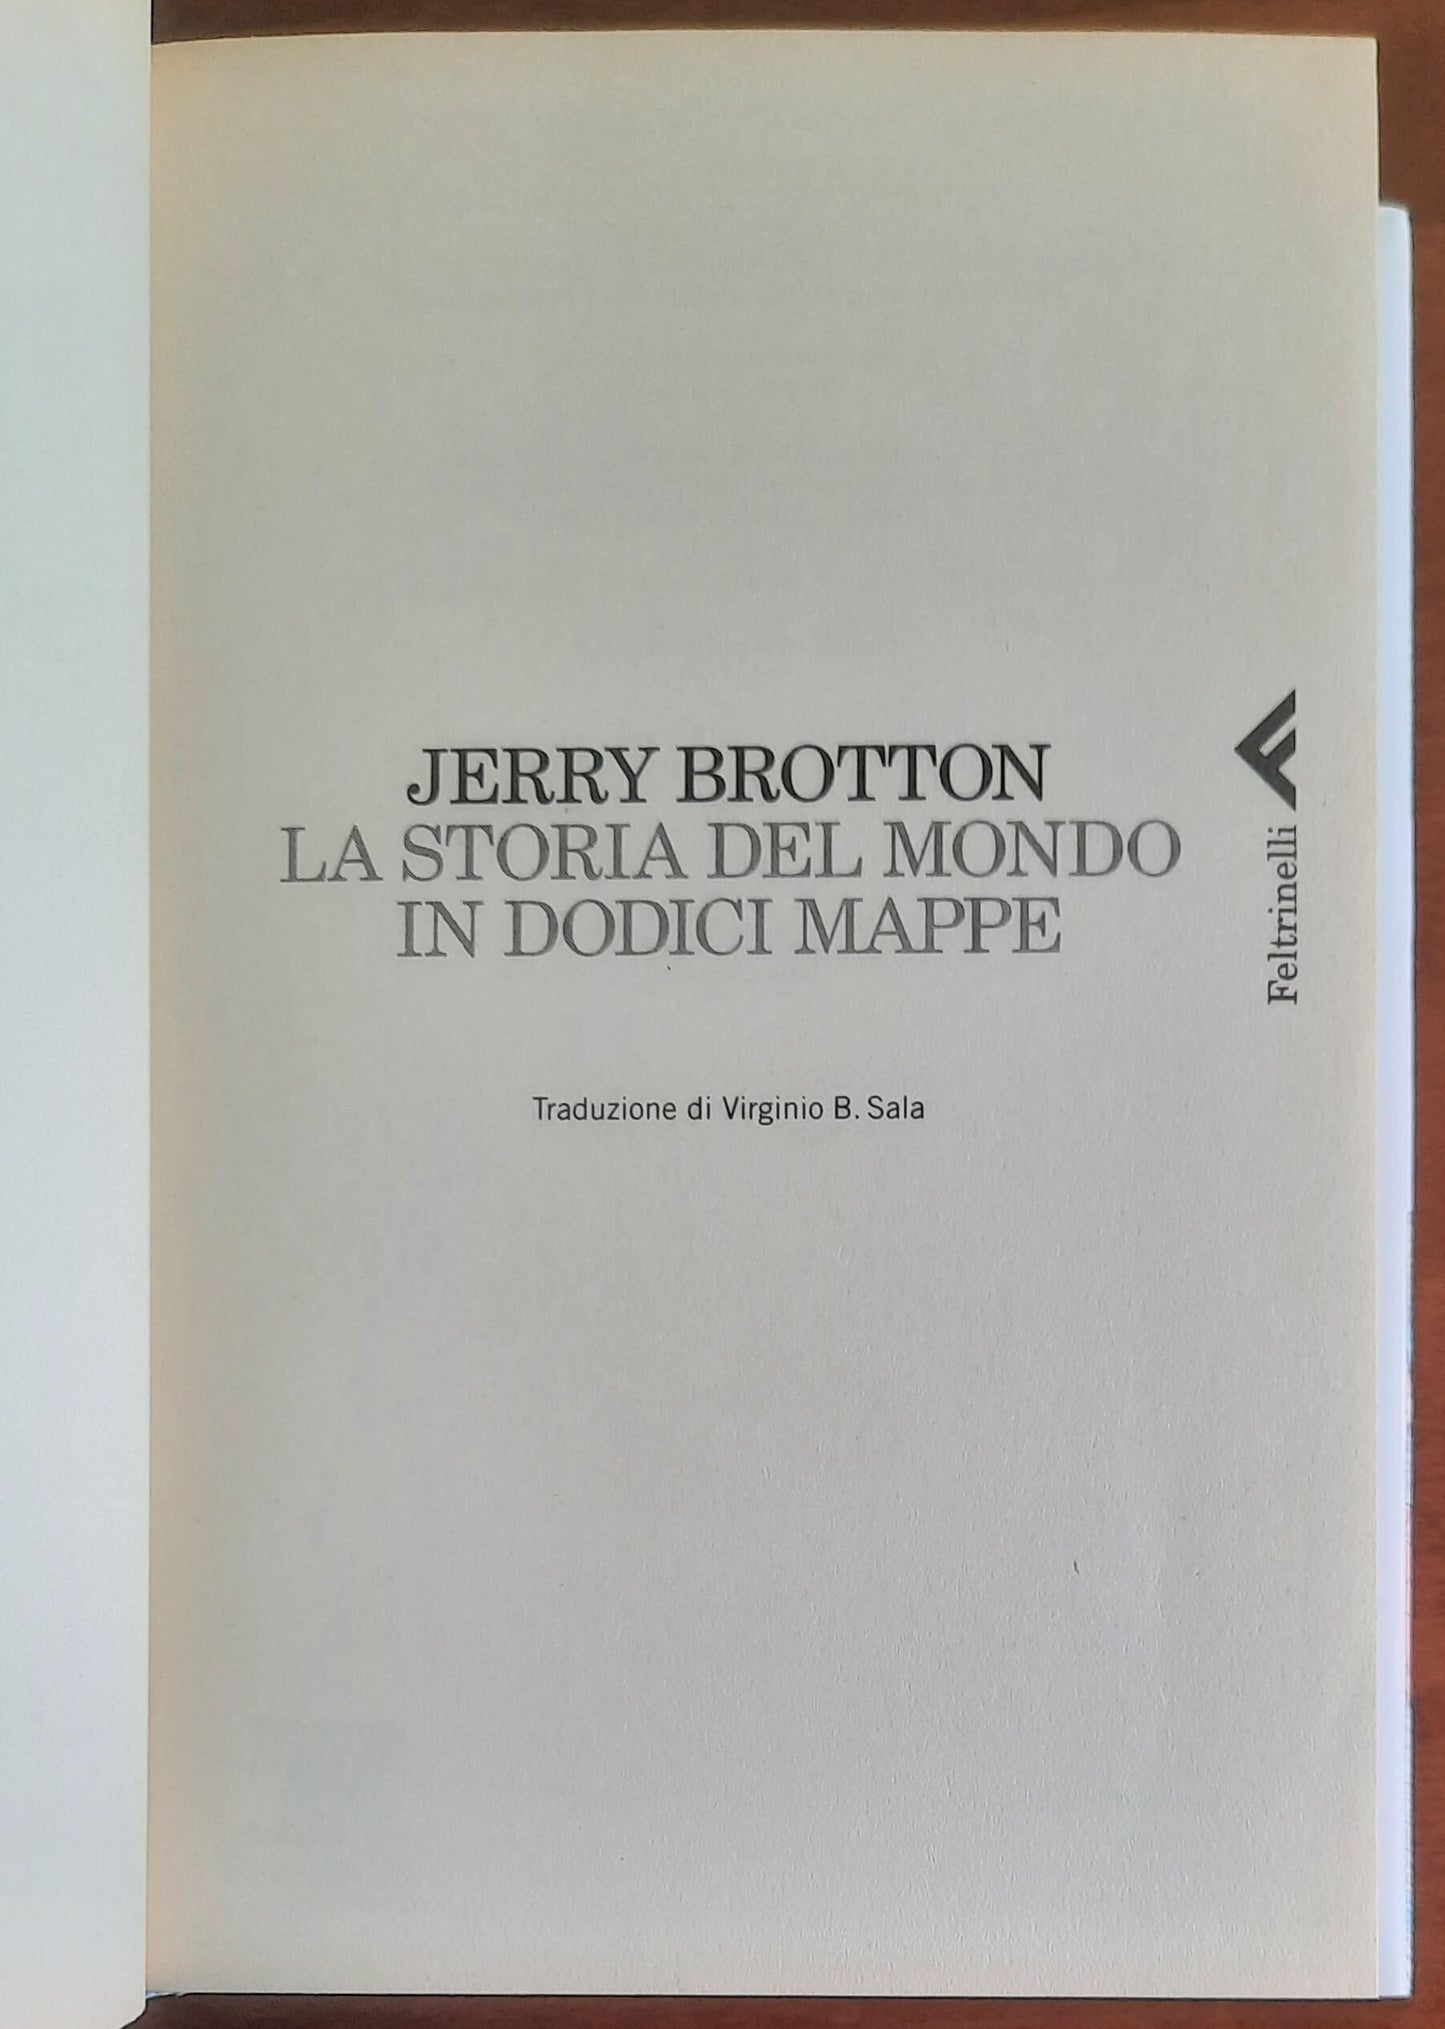 JERRY BROTTON
LA STORIA DEL MONDO
IN DODICI MAPPE
Traduzione di Virginio B. Sala
Feltrinelli